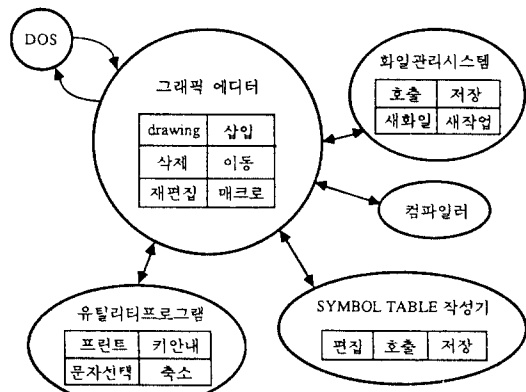 DOS
그래픽 에디터
drawing 삽입
삭제 이동
재편집 매크로
화일관리시스템
호출 저장
새화일 새작업
컴파일러
유틸리티프로그램
프린트 키안내
문자선택 축소
SYMBOL TABLE 작성기
편집 호출 저장